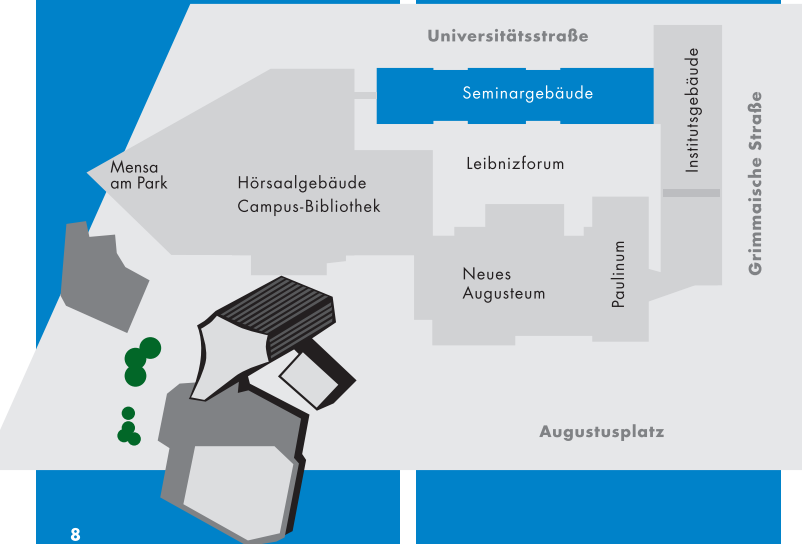 Universitätsstraße
Seminargebäude
Institutsgebäude
Grimmaische Straße
Mensa
am Park
Hörsaalgebäude
Campus-Bibliothek
Leibnizforum
Neues
Augusteum
Paulinum
Augustusplatz
8